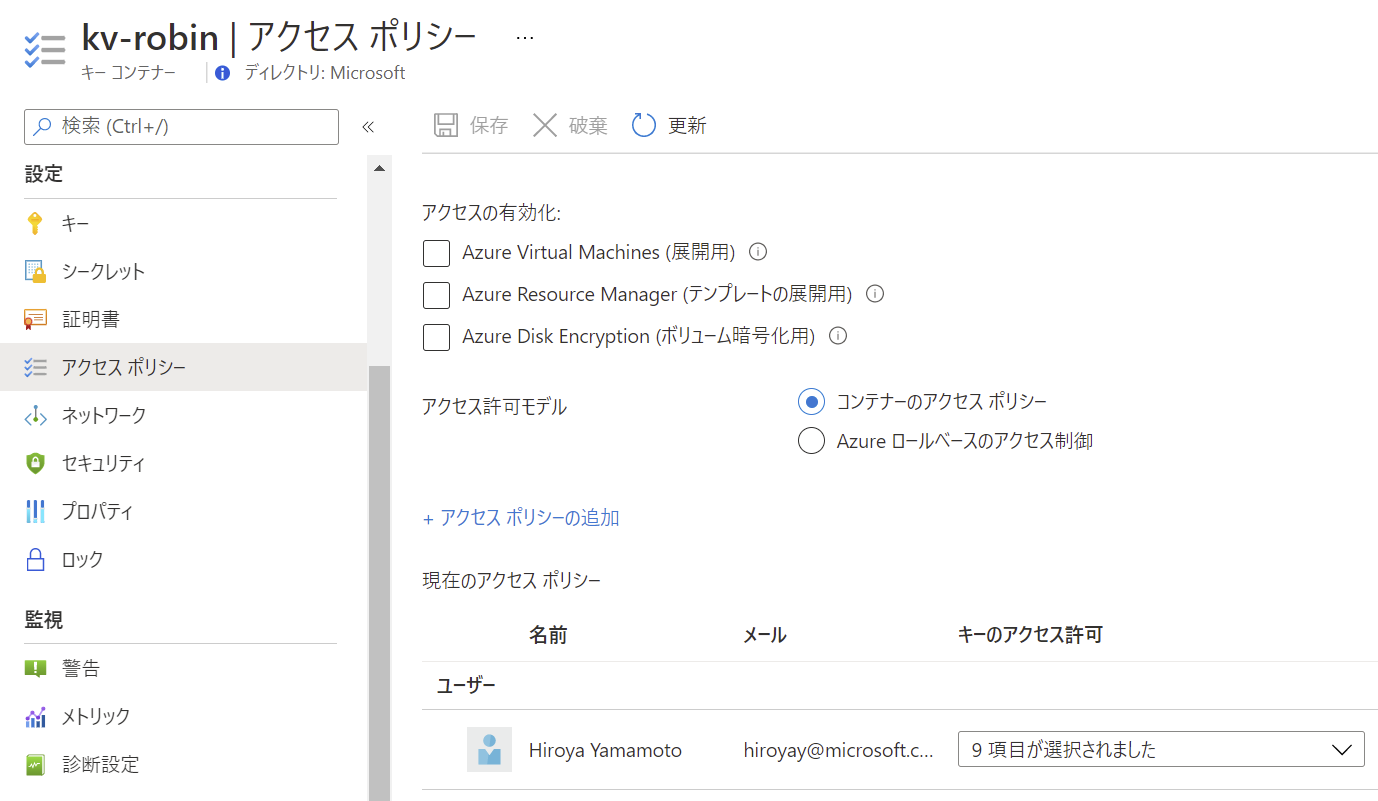 kv-robin | アクセス ポリシー ...
キー コンテナー ディレクトリ: Microsoft
検索 (Ctrl+/)
保存 破棄 更新
設定
キー
シークレット
証明書
アクセス ポリシー
ネットワーク
セキュリティ
プロパティ
ロック
監視
警告
メトリック
診断設定
アクセスの有効化:
Azure Virtual Machines (展開用)
Azure Resource Manager (テンプレートの展開用)
Azure Disk Encryption (ボリューム暗号化用)
アクセス許可モデル
コンテナーのアクセス ポリシー
Azure ロールベースのアクセス制御
+ アクセス ポリシーの追加
現在のアクセス ポリシー
名前 メール キーのアクセス許可
ユーザー
Hiroya Yamamoto hiroyay@microsoft.c... 9 項目が選択されました